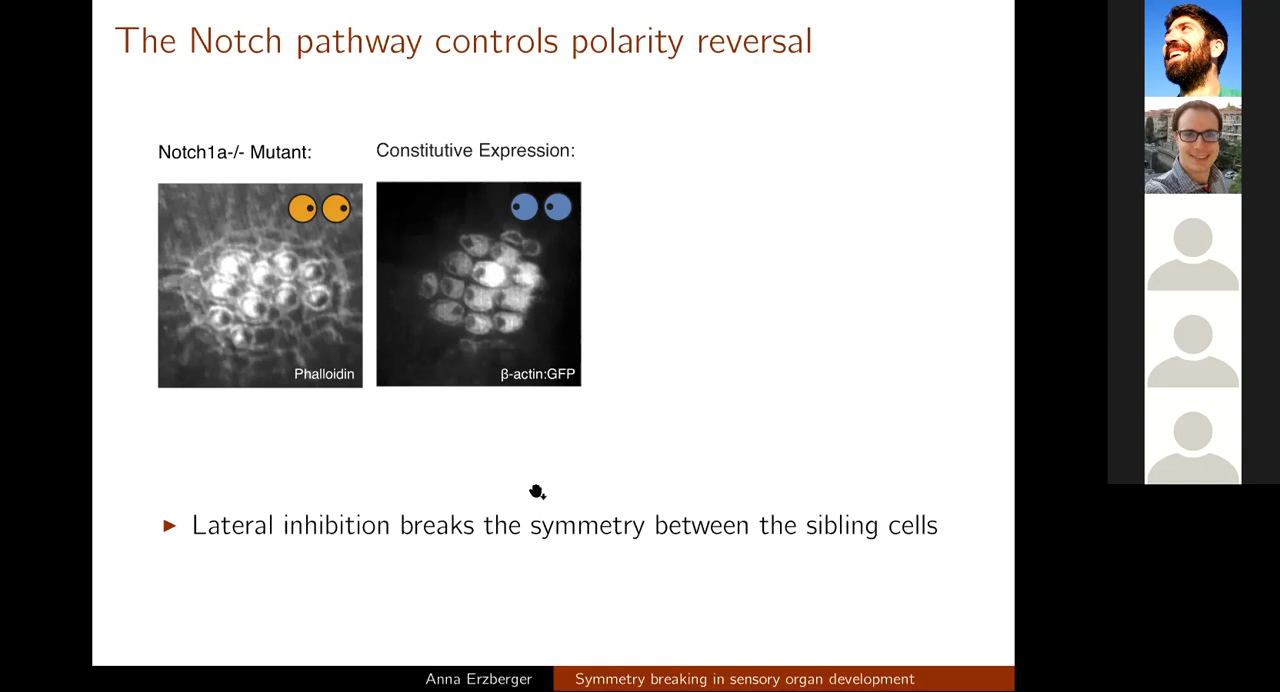 The Notch pathway controls polarity reversal
Notch1a-/- Mutant:
Constitutive Expression:
Phalloidin
β-actin:GFP
► Lateral inhibition breaks the symmetry between the sibling cells
Anna Erzberger
Symmetry breaking in sensory organ development